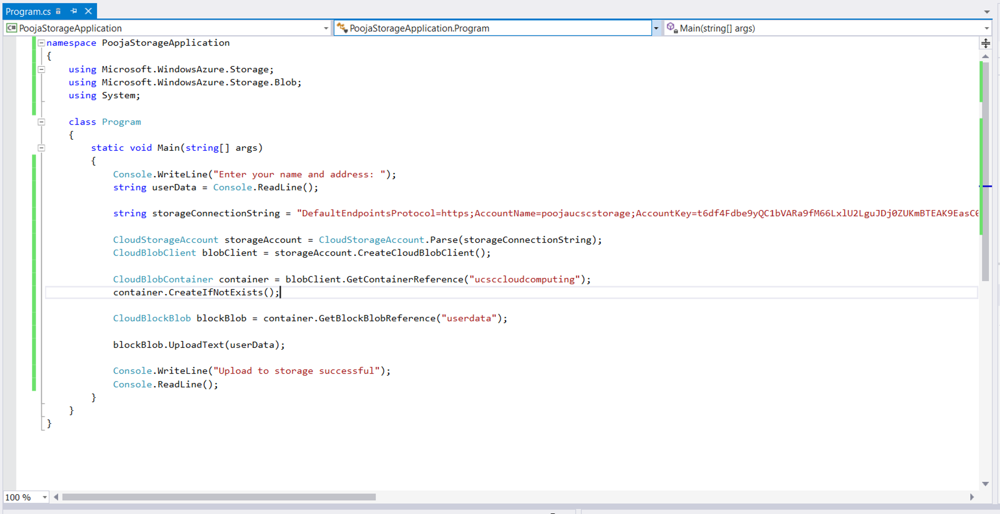 Program.cs
PoojaStorageApplication
PoojaStorageApplication.Program
Main(string[] args)
namespace PoojaStorageApplication
{
using Microsoft.WindowsAzure.Storage;
using Microsoft.WindowsAzure.Storage.Blob;
using System;
class Program
{
static void Main(string[] args)
{
Console.WriteLine("Enter your name and address: ");
string userData = Console.ReadLine();
string storageConnectionString = "DefaultEndpointsProtocol=https;AccountName=poojaucscstorage;AccountKey=
CloudStorageAccount storageAccount = CloudStorageAccount.Parse(storageConnectionString);
CloudBlobClient blobClient = storageAccount.CreateCloudBlobClient();
CloudBlobContainer container = blobClient.GetContainerReference("ucsccloudcomputing");
container.CreateIfNotExists();
CloudBlockBlob blockBlob = container.GetBlockBlobReference("userdata");
blockBlob.UploadText(userData);
Console.WriteLine("Upload to storage successful");
Console.ReadLine();
}
}
}
100 %